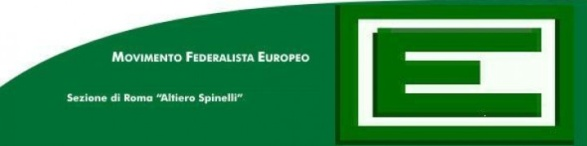 MOVIMENTO FEDERALISTA EUROPEO
Sezione di Roma "Altiero Spinelli"
E